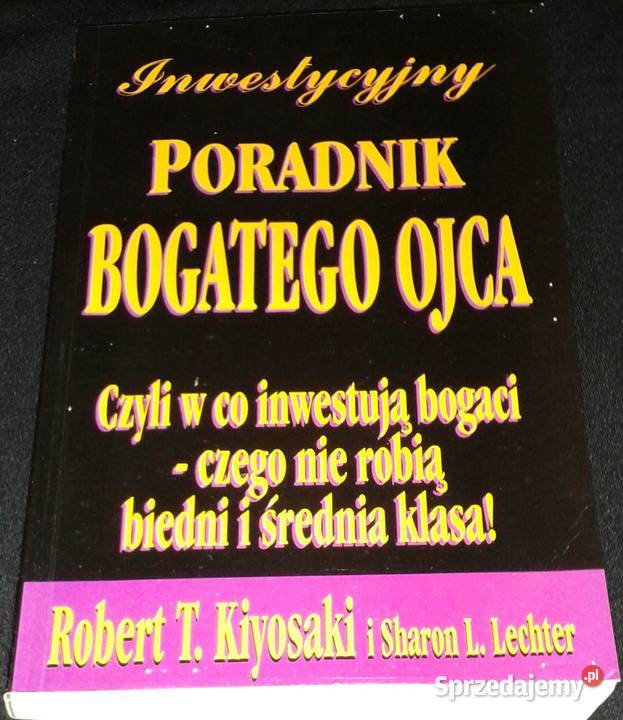 Inwestycyjny
PORADNIK
BOGATEGO OJCA
Czyli w co inwestują bogaci
- czego nie robią
biedni i średnia klasa!
Robert T. Kiyosaki i Sharon L. Lechter
Sprzedajemy.pl